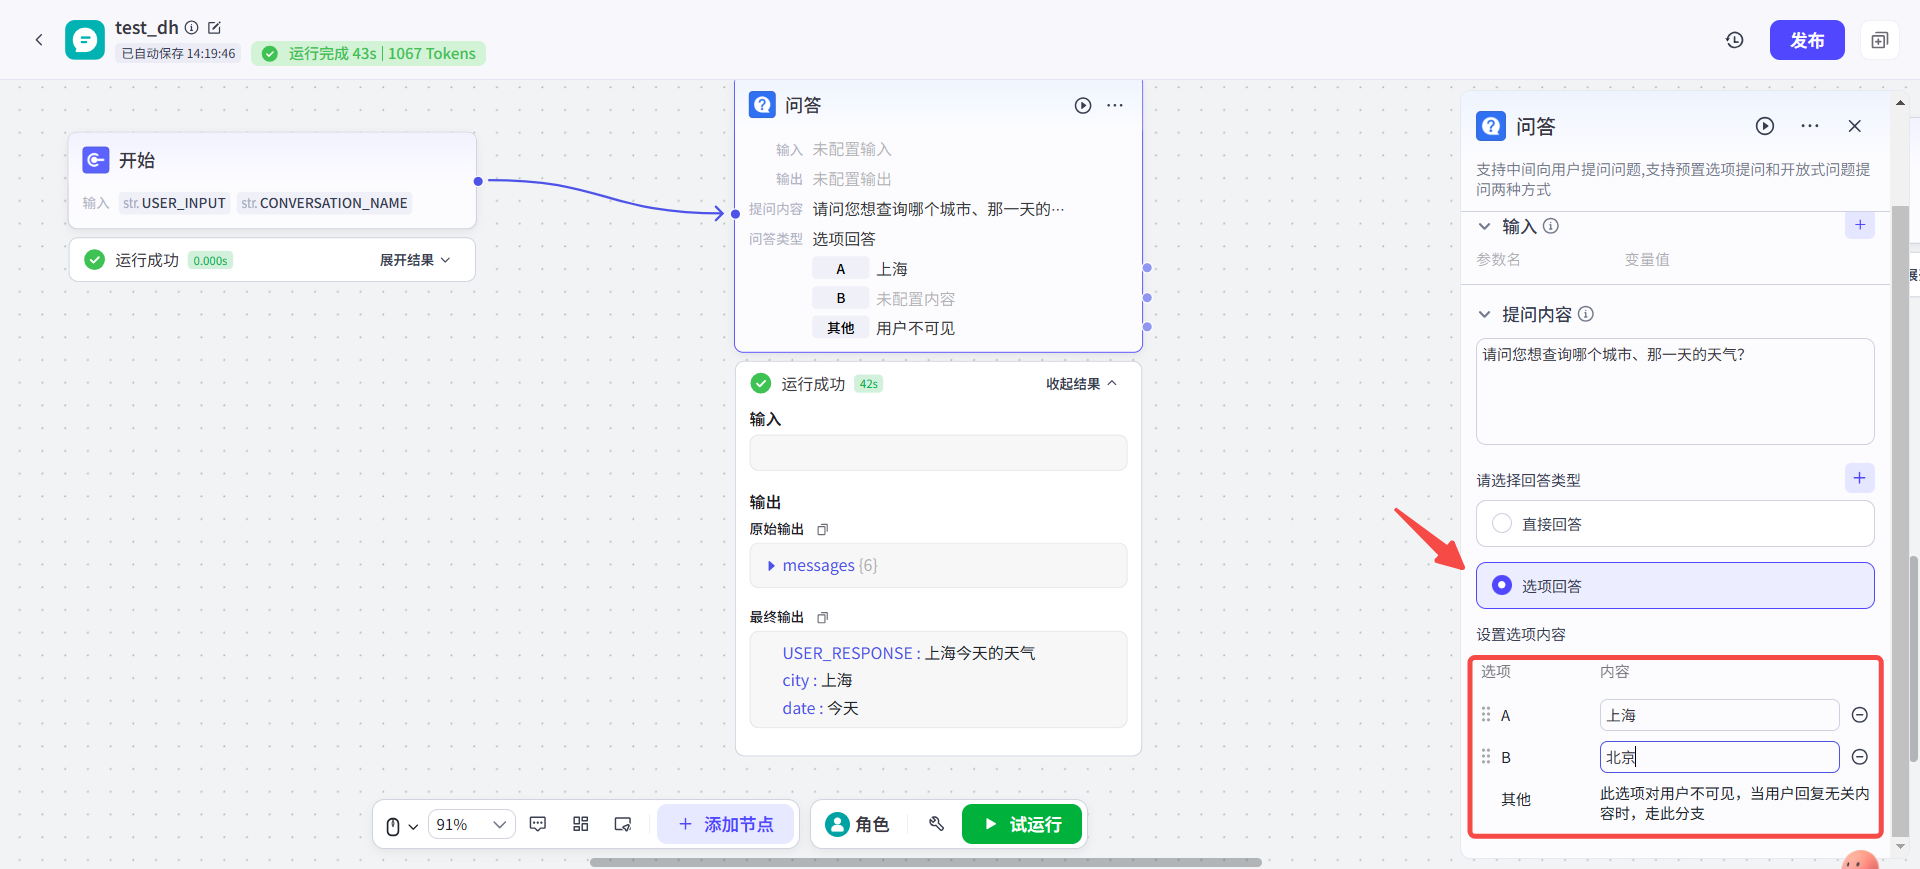 test_dh
已自动保存 14:19:46
运行完成 43s | 1067 Tokens
发布
开始
输入 str. USER_INPUT str. CONVERSATION_NAME
运行成功 0.000s 展开结果
问答
输入 未配置输入
输出 未配置输出
提问内容 请问您想查询哪个城市、那一天的···
问答类型 选项回答
A 上海
B 未配置内容
其他 用户不可见
运行成功 42s 收起结果
输入
输出
原始输出
messages {6}
最终输出
USER_RESPONSE : 上海今天的天气
city : 上海
date : 今天
91%
添加节点
角色
试运行
问答
支持中间向用户提问问题,支持预置选项提问和开放式问题提
问两种方式
输入
参数名 变量值
提问内容
请问您想查询哪个城市、那一天的天气?
请选择回答类型
直接回答
选项回答
设置选项内容
选项 内容
A 上海
B 北京
其他 此选项对用户不可见，当用户回复无关内
容时，走此分支